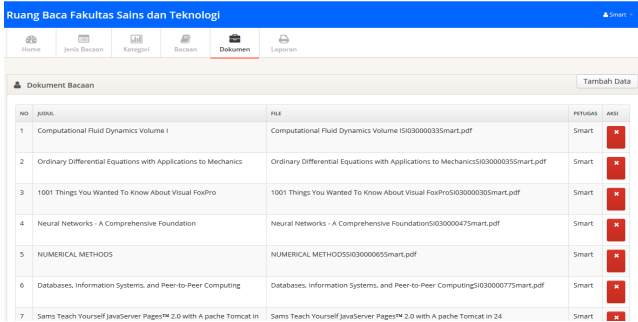 Ruang Baca Fakultas Sains dan Teknologi
Smart
Home Jenis Bacaan Kategori Bacaan Dokumen Laporan
Dokument Bacaan
Tambah Data
NO JUDUL FILE PETUGAS AKSI
1 Computational Fluid Dynamics Volume I Computational Fluid Dynamics Volume ISI03000033Smart.pdf Smart
2 Ordinary Differential Equations with Applications to Mechanics Ordinary Differential Equations with Applications to MechanicsSI03000035Smart.pdf Smart
3 1001 Things You Wanted To Know About Visual FoxPro 1001 Things You Wanted To Know About Visual FoxProSI03000030Smart.pdf Smart
4 Neural Networks - A Comprehensive Foundation Neural Networks - A Comprehensive FoundationSI03000047Smart.pdf Smart
5 NUMERICAL METHODS NUMERICAL METHODSSI03000065Smart.pdf Smart
6 Databases, Information Systems, and Peer-to-Peer Computing Databases, Information Systems, and Peer-to-Peer ComputingSI03000077Smart.pdf Smart
7 Sams Teach Yourself JavaServer Pages™ 2.0 with A pache Tomcat in Sams Teach Yourself JavaServer Pages™ 2.0 with A pache Tomcat in 24 Smart